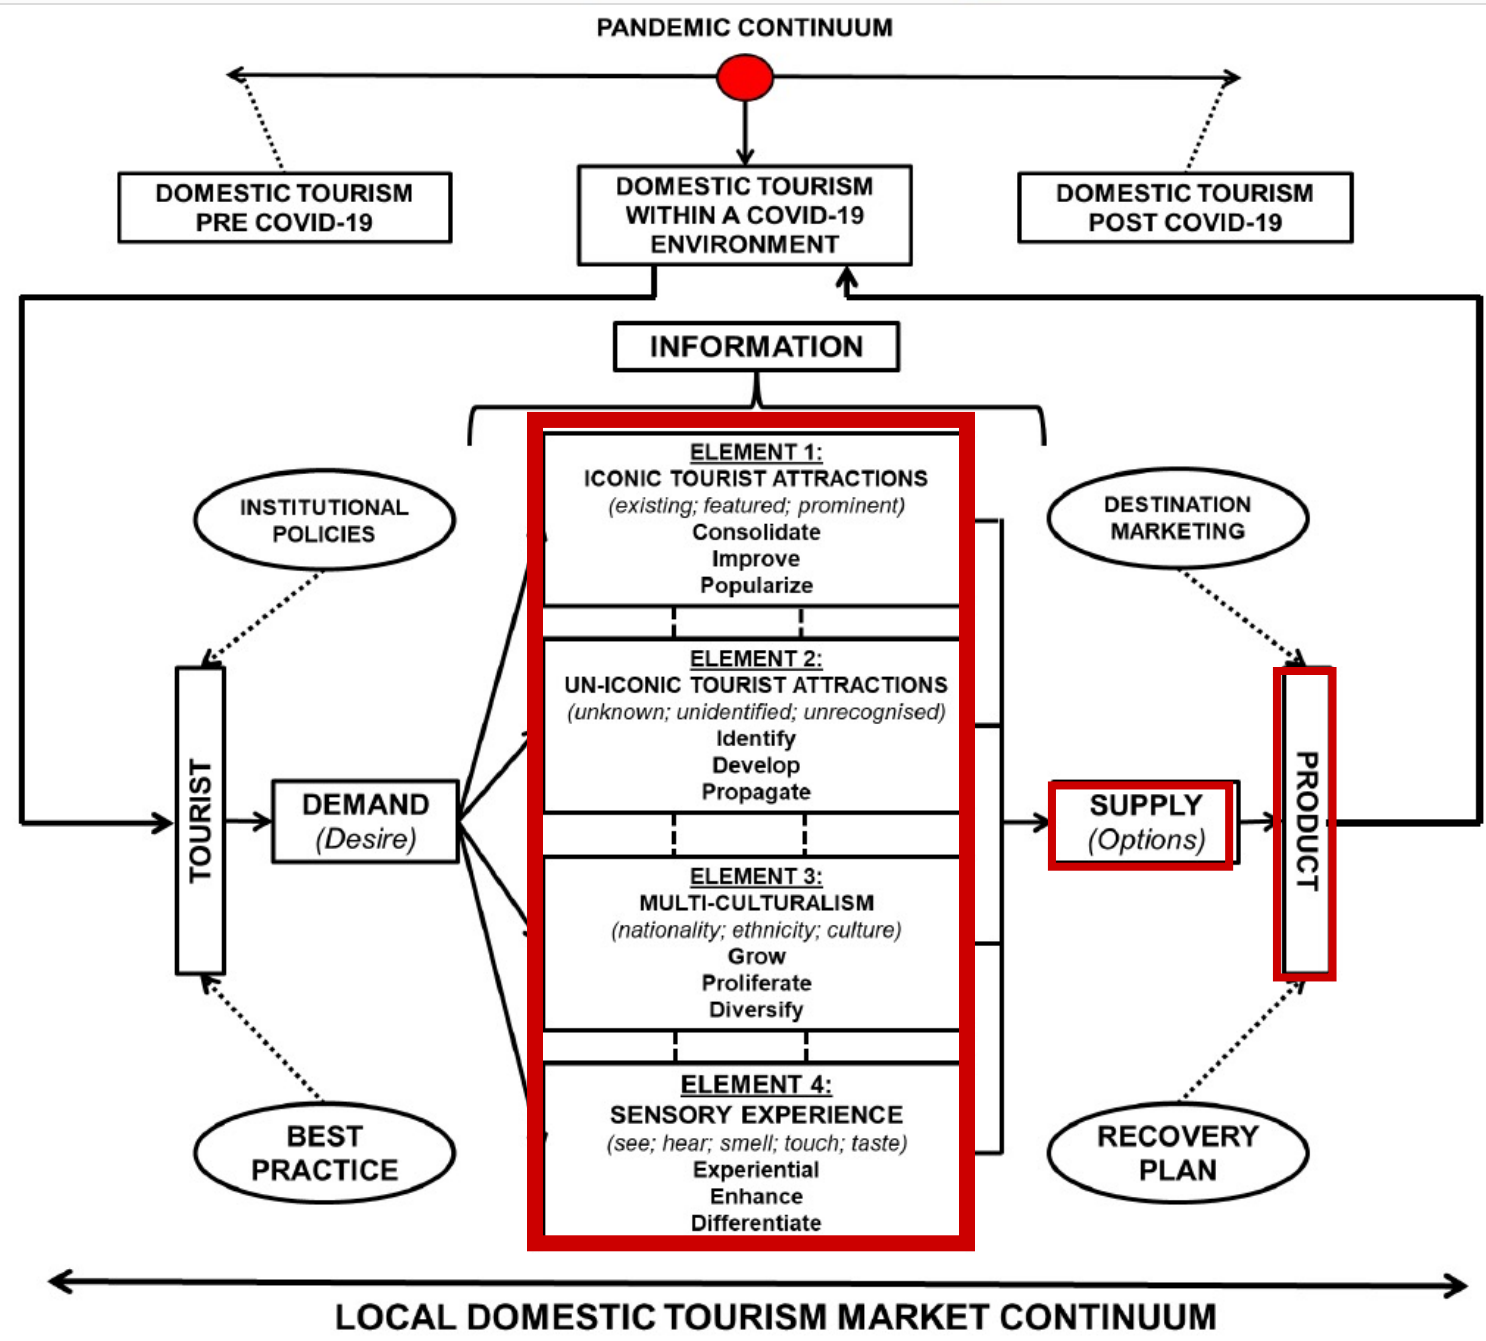 PANDEMIC CONTINUUM
DOMESTIC TOURISM
PRE COVID-19
DOMESTIC TOURISM
WITHIN A COVID-19
ENVIRONMENT
DOMESTIC TOURISM
POST COVID-19
INFORMATION
INSTITUTIONAL
POLICIES
TOURIST
BEST
PRACTICE
DEMAND
(Desire)
ELEMENT 1:
ICONIC TOURIST ATTRACTIONS
(existing; featured; prominent)
Consolidate
Improve
Popularize
ELEMENT 2:
UN-ICONIC TOURIST ATTRACTIONS
(unknown; unidentified; unrecognised)
Identify
Develop
Propagate
ELEMENT 3:
MULTI-CULTURALISM
(nationality; ethnicity; culture)
Grow
Proliferate
Diversify
ELEMENT 4:
SENSORY EXPERIENCE
(see; hear; smell; touch; taste)
Experiential
Enhance
Differentiate
SUPPLY
(Options)
DESTINATION
MARKETING
PRODUCT
RECOVERY
PLAN
LOCAL DOMESTIC TOURISM MARKET CONTINUUM